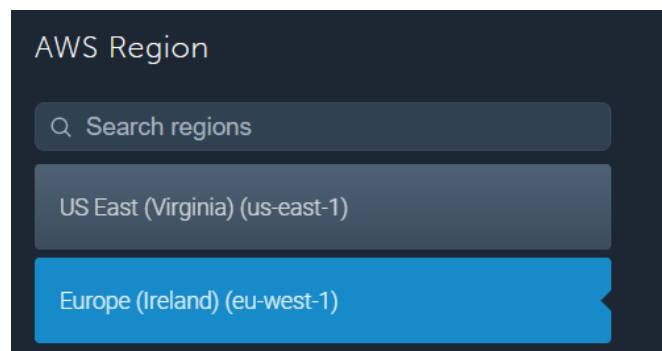 AWS Region
Search regions
US East (Virginia) (us-east-1)
Europe (Ireland) (eu-west-1)